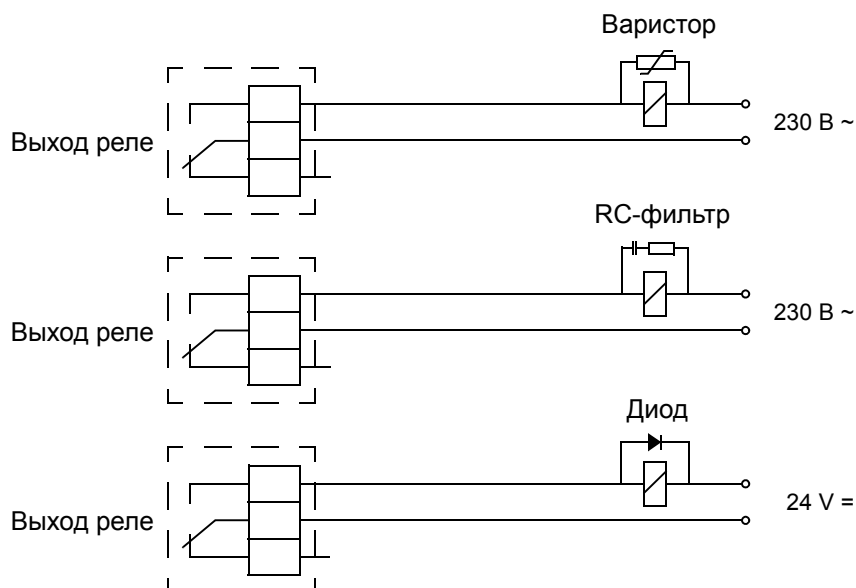 Варистор
Выход реле
230 В ~
RC-фильтр
Выход реле
230 В ~
Диод
Выход реле
24 V =